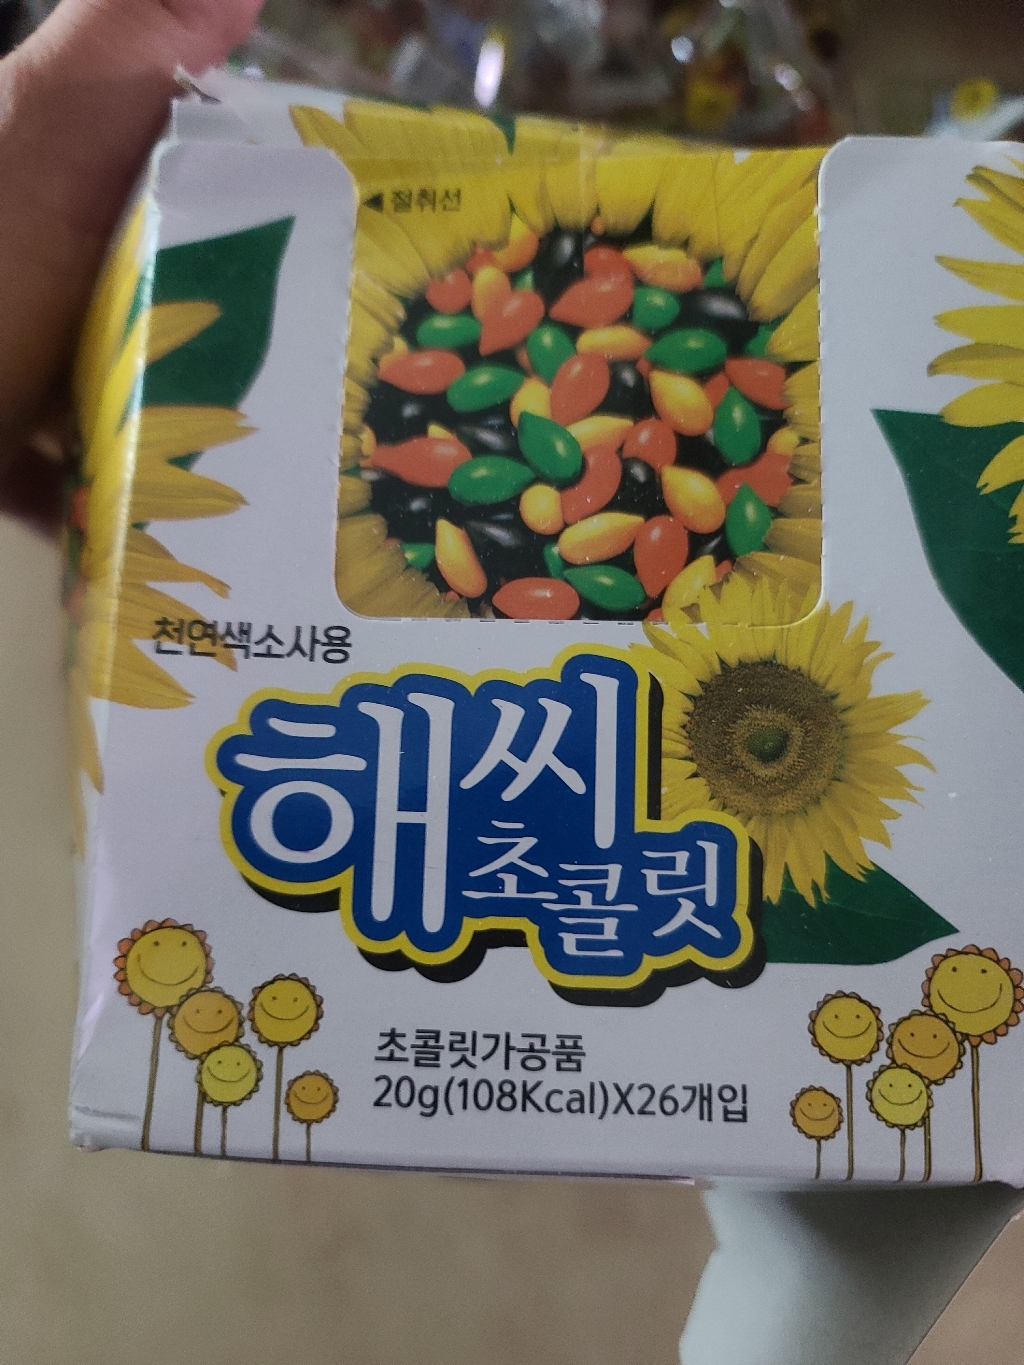 ◀절취선
천연색소사용
해씨
초콜릿
초콜릿가공품
20g(108Kcal)X26개입